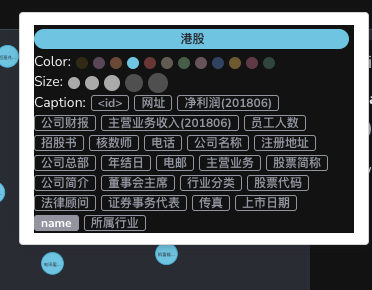 港股
Color:
Size:
Caption: <id> 网址 净利润(201806)
公司财报 主营业务收入(201806) 员工人数
招股书 核数师 电话 公司名称 注册地址
公司总部 年结日 电邮 主营业务 股票简称
公司简介 董事会主席 行业分类 股票代码
法律顾问 证券事务代表 传真 上市日期
name 所属行业